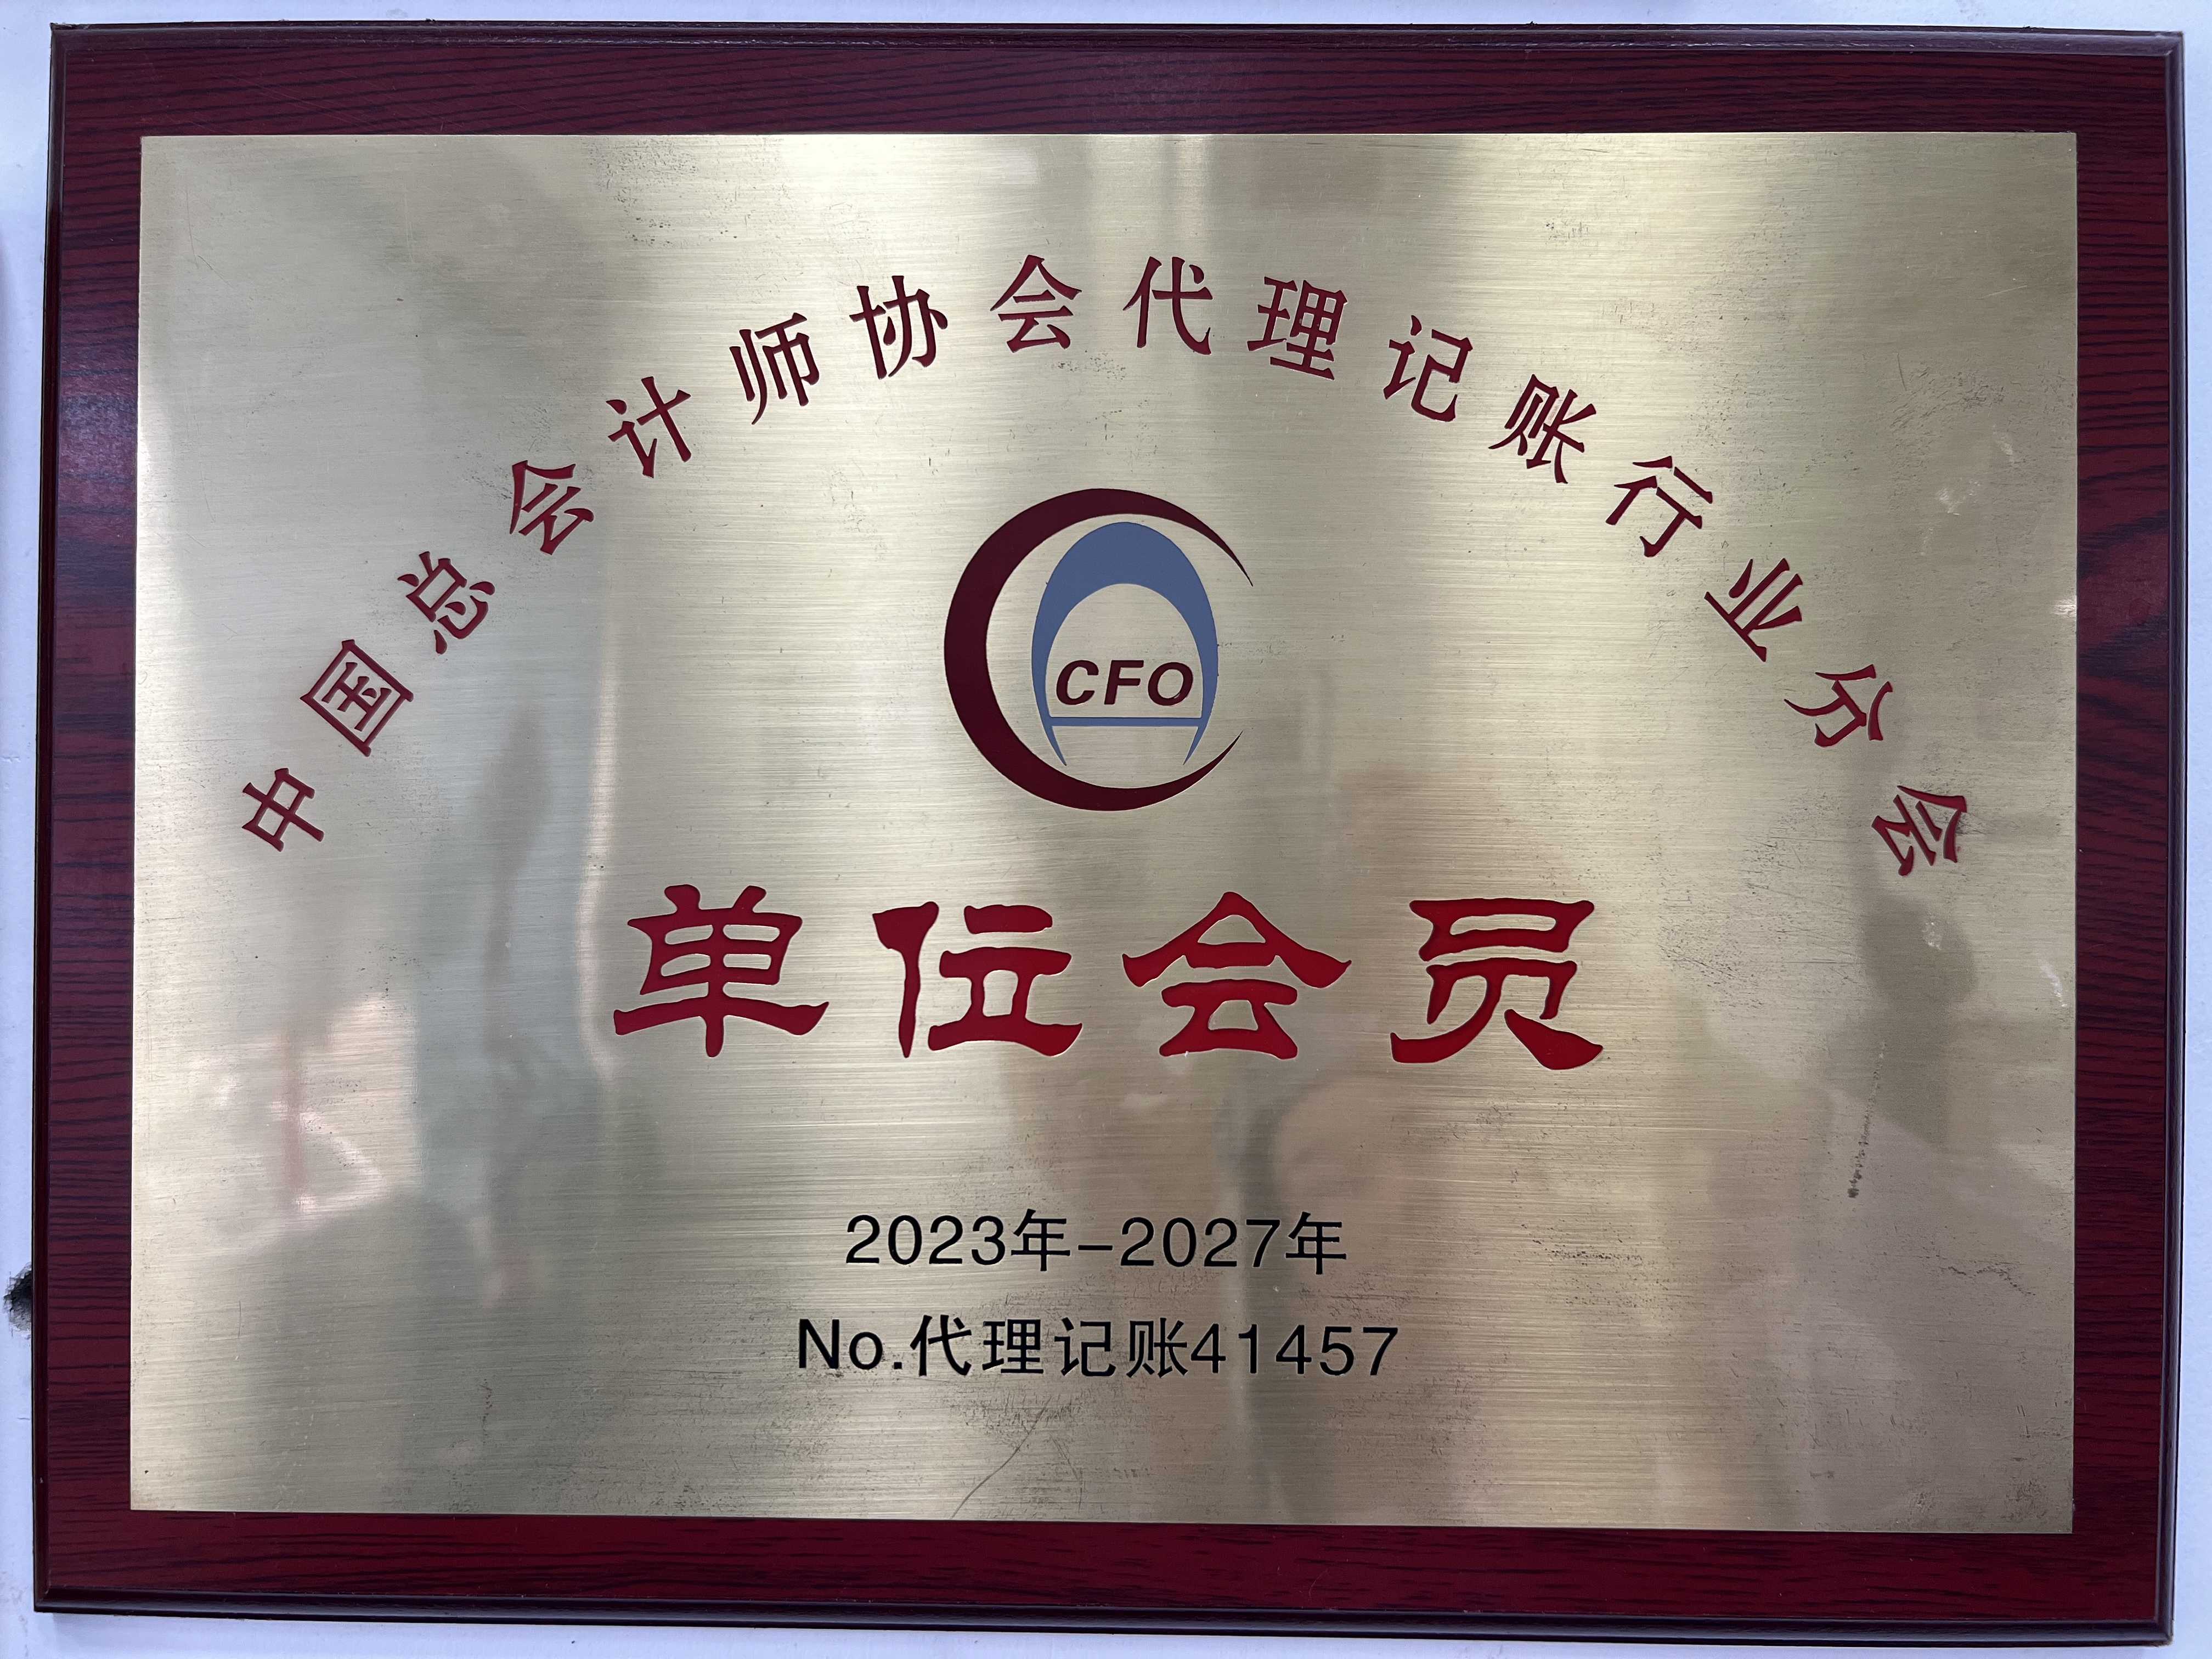 中国总会计师协会代理记账行业分会
CFO
单位会员
2023年-2027年
No.代理记账41457